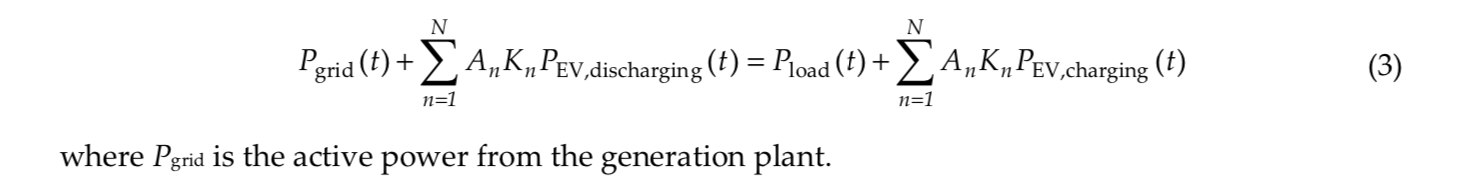 P_grid (t) + ∑_{n=1}^{N} A_n K_n P_EV,discharging (t) = P_load (t) + ∑_{n=1}^{N} A_n K_n P_EV,charging (t) (3)
where P_grid is the active power from the generation plant.